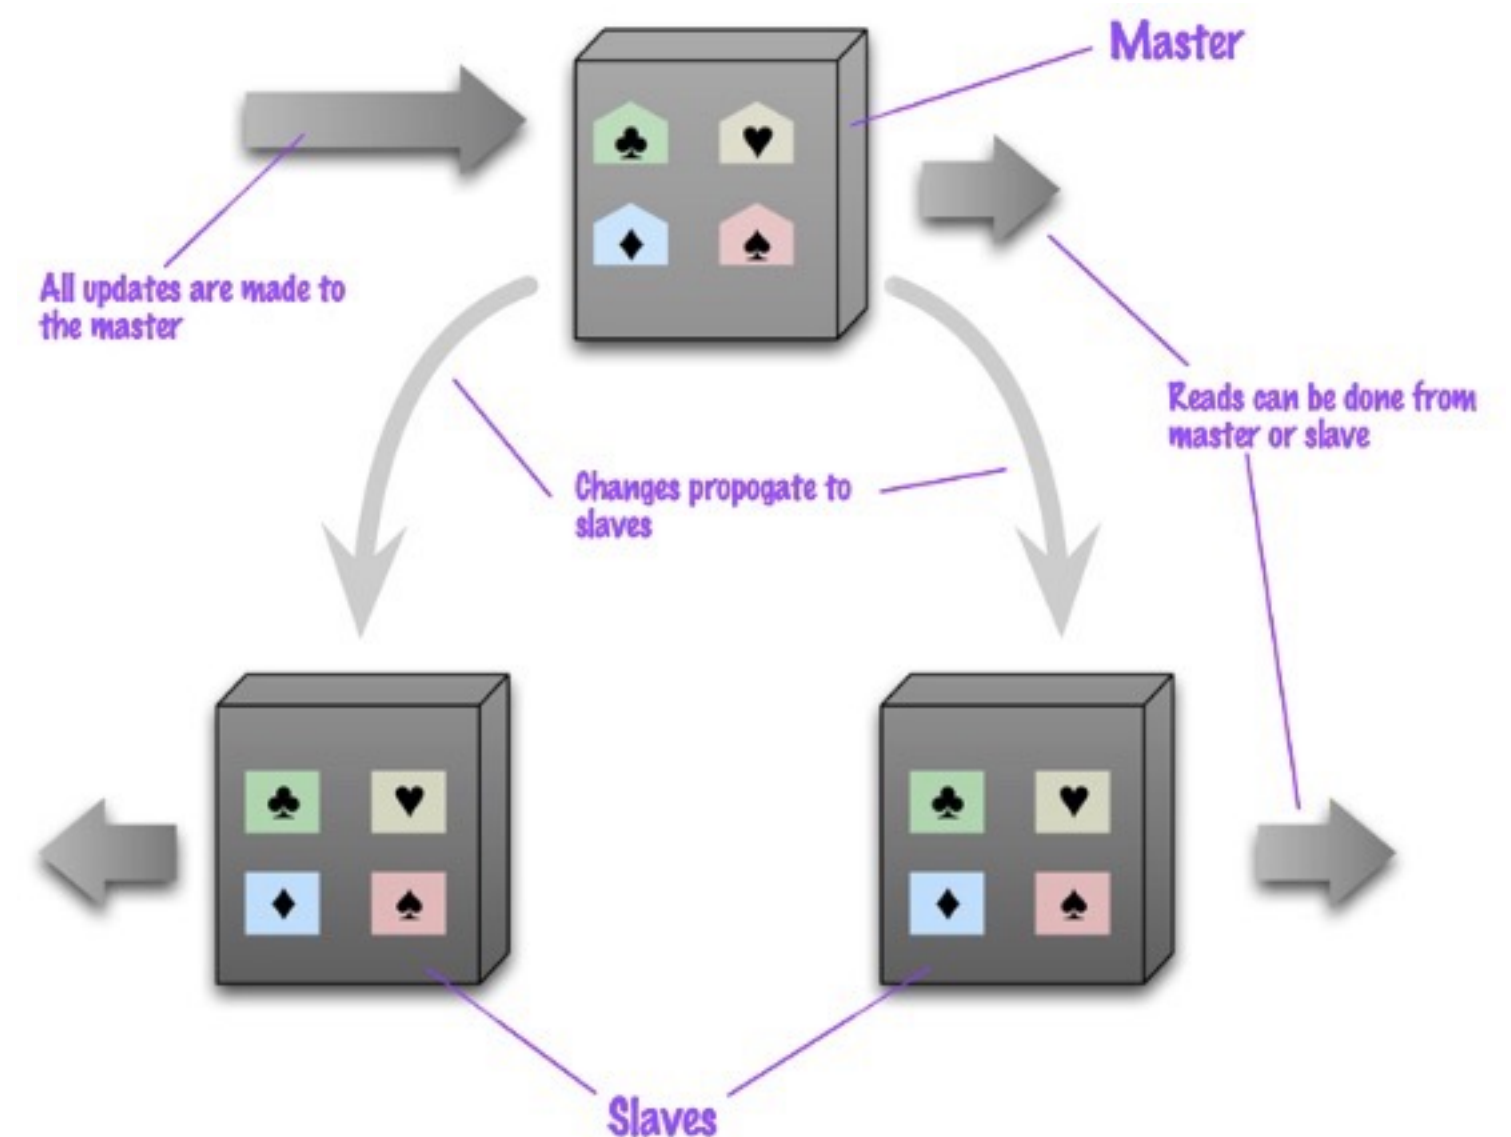 Master
All updates are made to
the master
Reads can be done from
master or slave
Changes propogate to
slaves
Slaves